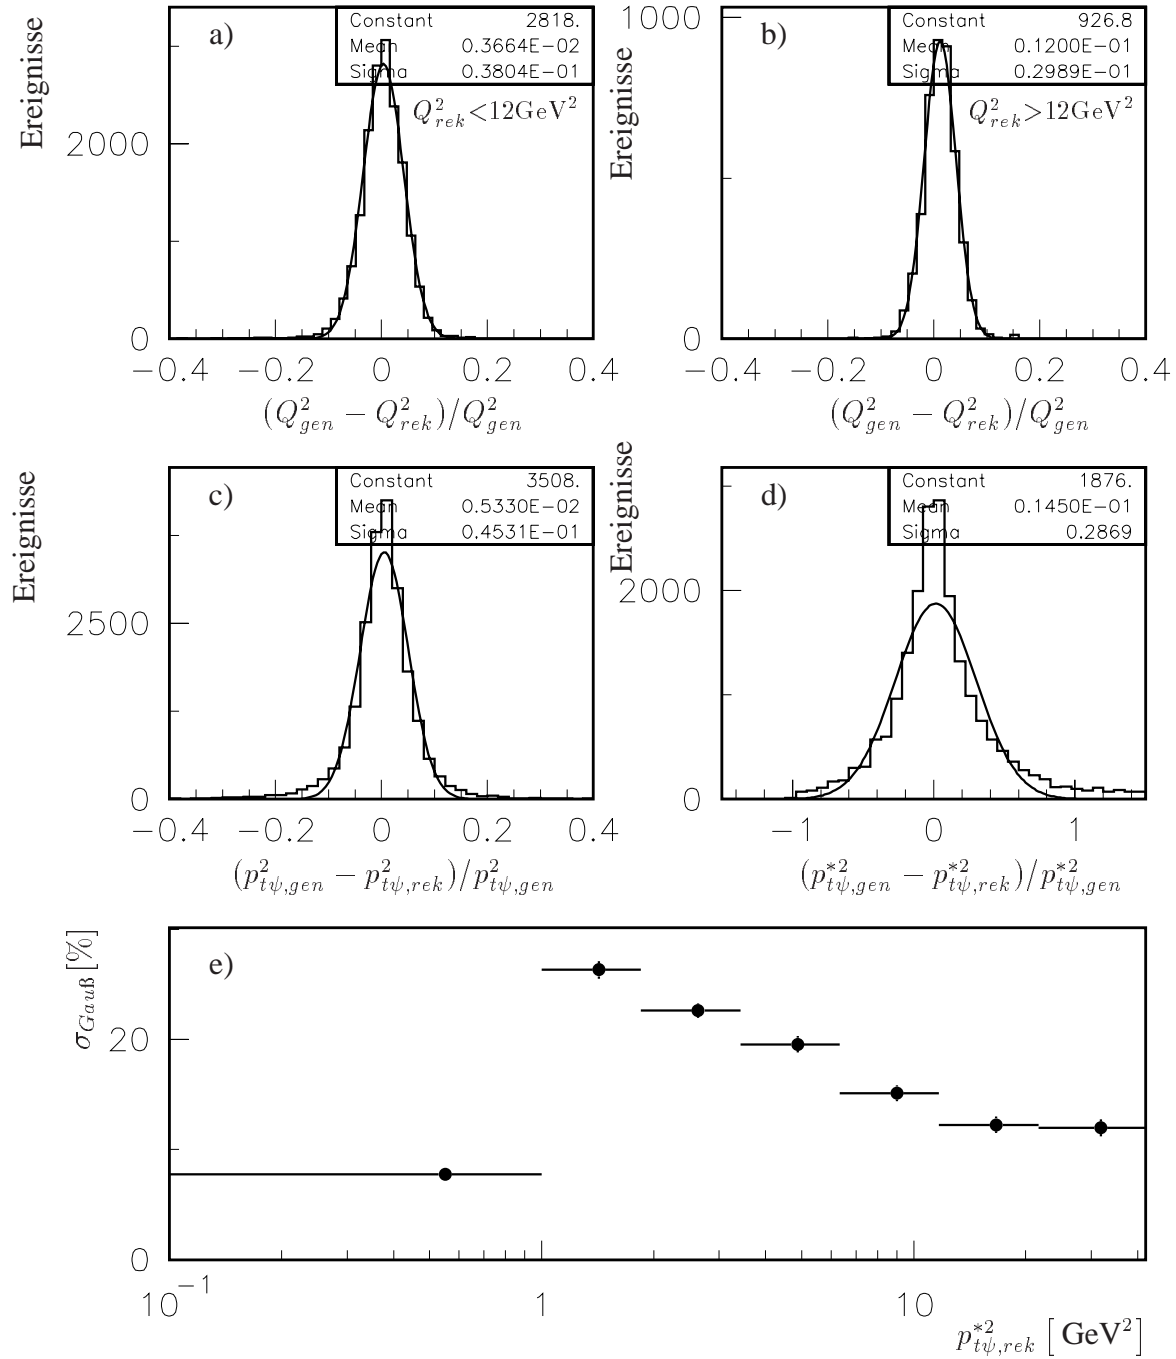 a)
Constant 2818.
Mean 0.3664E−02
Sigma 0.3804E−01
Q²rek<12GeV²
Ereignisse
2000
0
−0.4 −0.2 0 0.2 0.4
(Q²gen − Q²rek)/Q²gen
b)
Constant 926.8
Mean 0.1200E−01
Sigma 0.2989E−01
Q²rek>12GeV²
Ereignisse
1000
0
−0.4 −0.2 0 0.2 0.4
(Q²gen − Q²rek)/Q²gen
c)
Constant 3508.
Mean 0.5330E−02
Sigma 0.4531E−01
Ereignisse
2500
0
−0.4 −0.2 0 0.2 0.4
(p²tψ,gen − p²tψ,rek)/p²tψ,gen
d)
Constant 1876.
Mean 0.1450E−01
Sigma 0.2869
Ereignisse
2000
0
−1 0 1
(p*²tψ,gen − p*²tψ,rek)/p*²tψ,gen
e)
σGauß[%]
20
0
10⁻¹ 1 10
p*²tψ,rek [ GeV²]